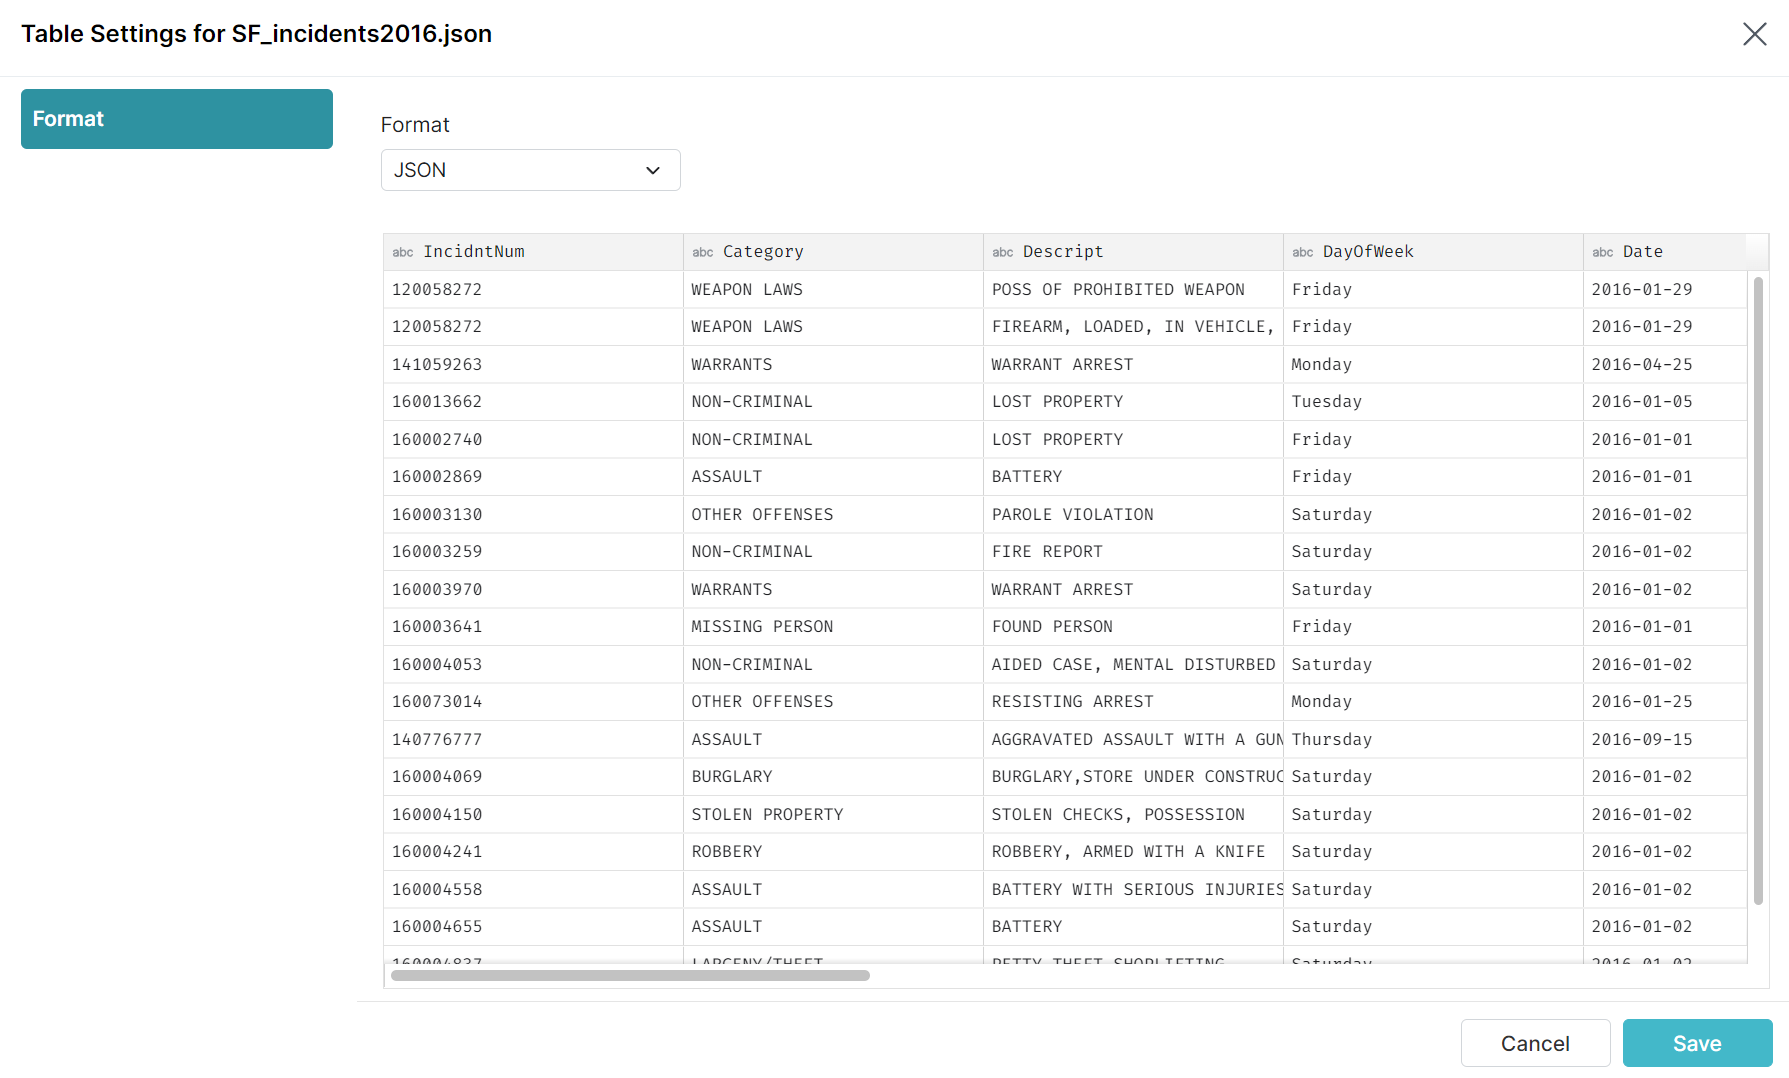 Table Settings for SF_incidents2016.json
Format
Format
JSON
abc IncidntNum abc Category abc Descript abc DayOfWeek abc Date
120058272 WEAPON LAWS POSS OF PROHIBITED WEAPON Friday 2016-01-29
120058272 WEAPON LAWS FIREARM, LOADED, IN VEHICLE, Friday 2016-01-29
141059263 WARRANTS WARRANT ARREST Monday 2016-04-25
160013662 NON-CRIMINAL LOST PROPERTY Tuesday 2016-01-05
160002740 NON-CRIMINAL LOST PROPERTY Friday 2016-01-01
160002869 ASSAULT BATTERY Friday 2016-01-01
160003130 OTHER OFFENSES PAROLE VIOLATION Saturday 2016-01-02
160003259 NON-CRIMINAL FIRE REPORT Saturday 2016-01-02
160003970 WARRANTS WARRANT ARREST Saturday 2016-01-02
160003641 MISSING PERSON FOUND PERSON Friday 2016-01-01
160004053 NON-CRIMINAL AIDED CASE, MENTAL DISTURBED Saturday 2016-01-02
160073014 OTHER OFFENSES RESISTING ARREST Monday 2016-01-25
140776777 ASSAULT AGGRAVATED ASSAULT WITH A GUN Thursday 2016-09-15
160004069 BURGLARY BURGLARY,STORE UNDER CONSTRUC Saturday 2016-01-02
160004150 STOLEN PROPERTY STOLEN CHECKS, POSSESSION Saturday 2016-01-02
160004241 ROBBERY ROBBERY, ARMED WITH A KNIFE Saturday 2016-01-02
160004558 ASSAULT BATTERY WITH SERIOUS INJURIES Saturday 2016-01-02
160004655 ASSAULT BATTERY Saturday 2016-01-02
160004837 LARCENY/THEFT PETTY THEFT SHOPLIFTING Saturday 2016-01-02
Cancel Save